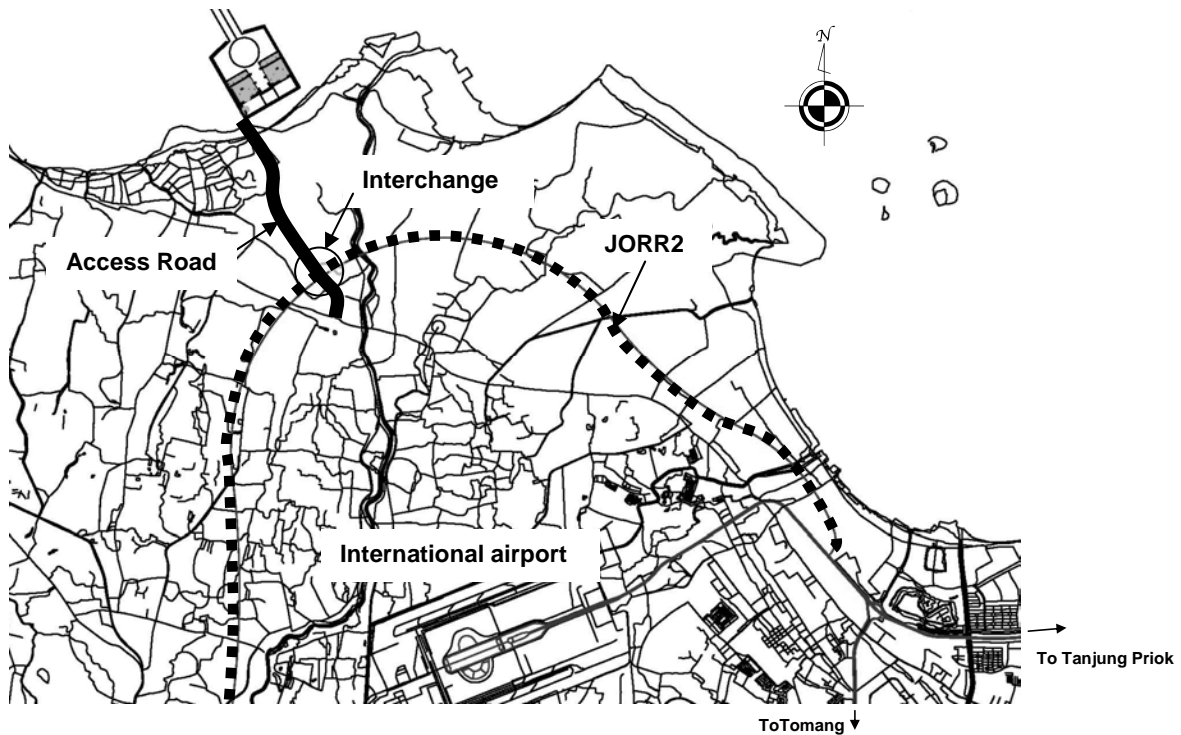 N
Interchange
JORR2
Access Road
International airport
To Tanjung Priok
ToTomang